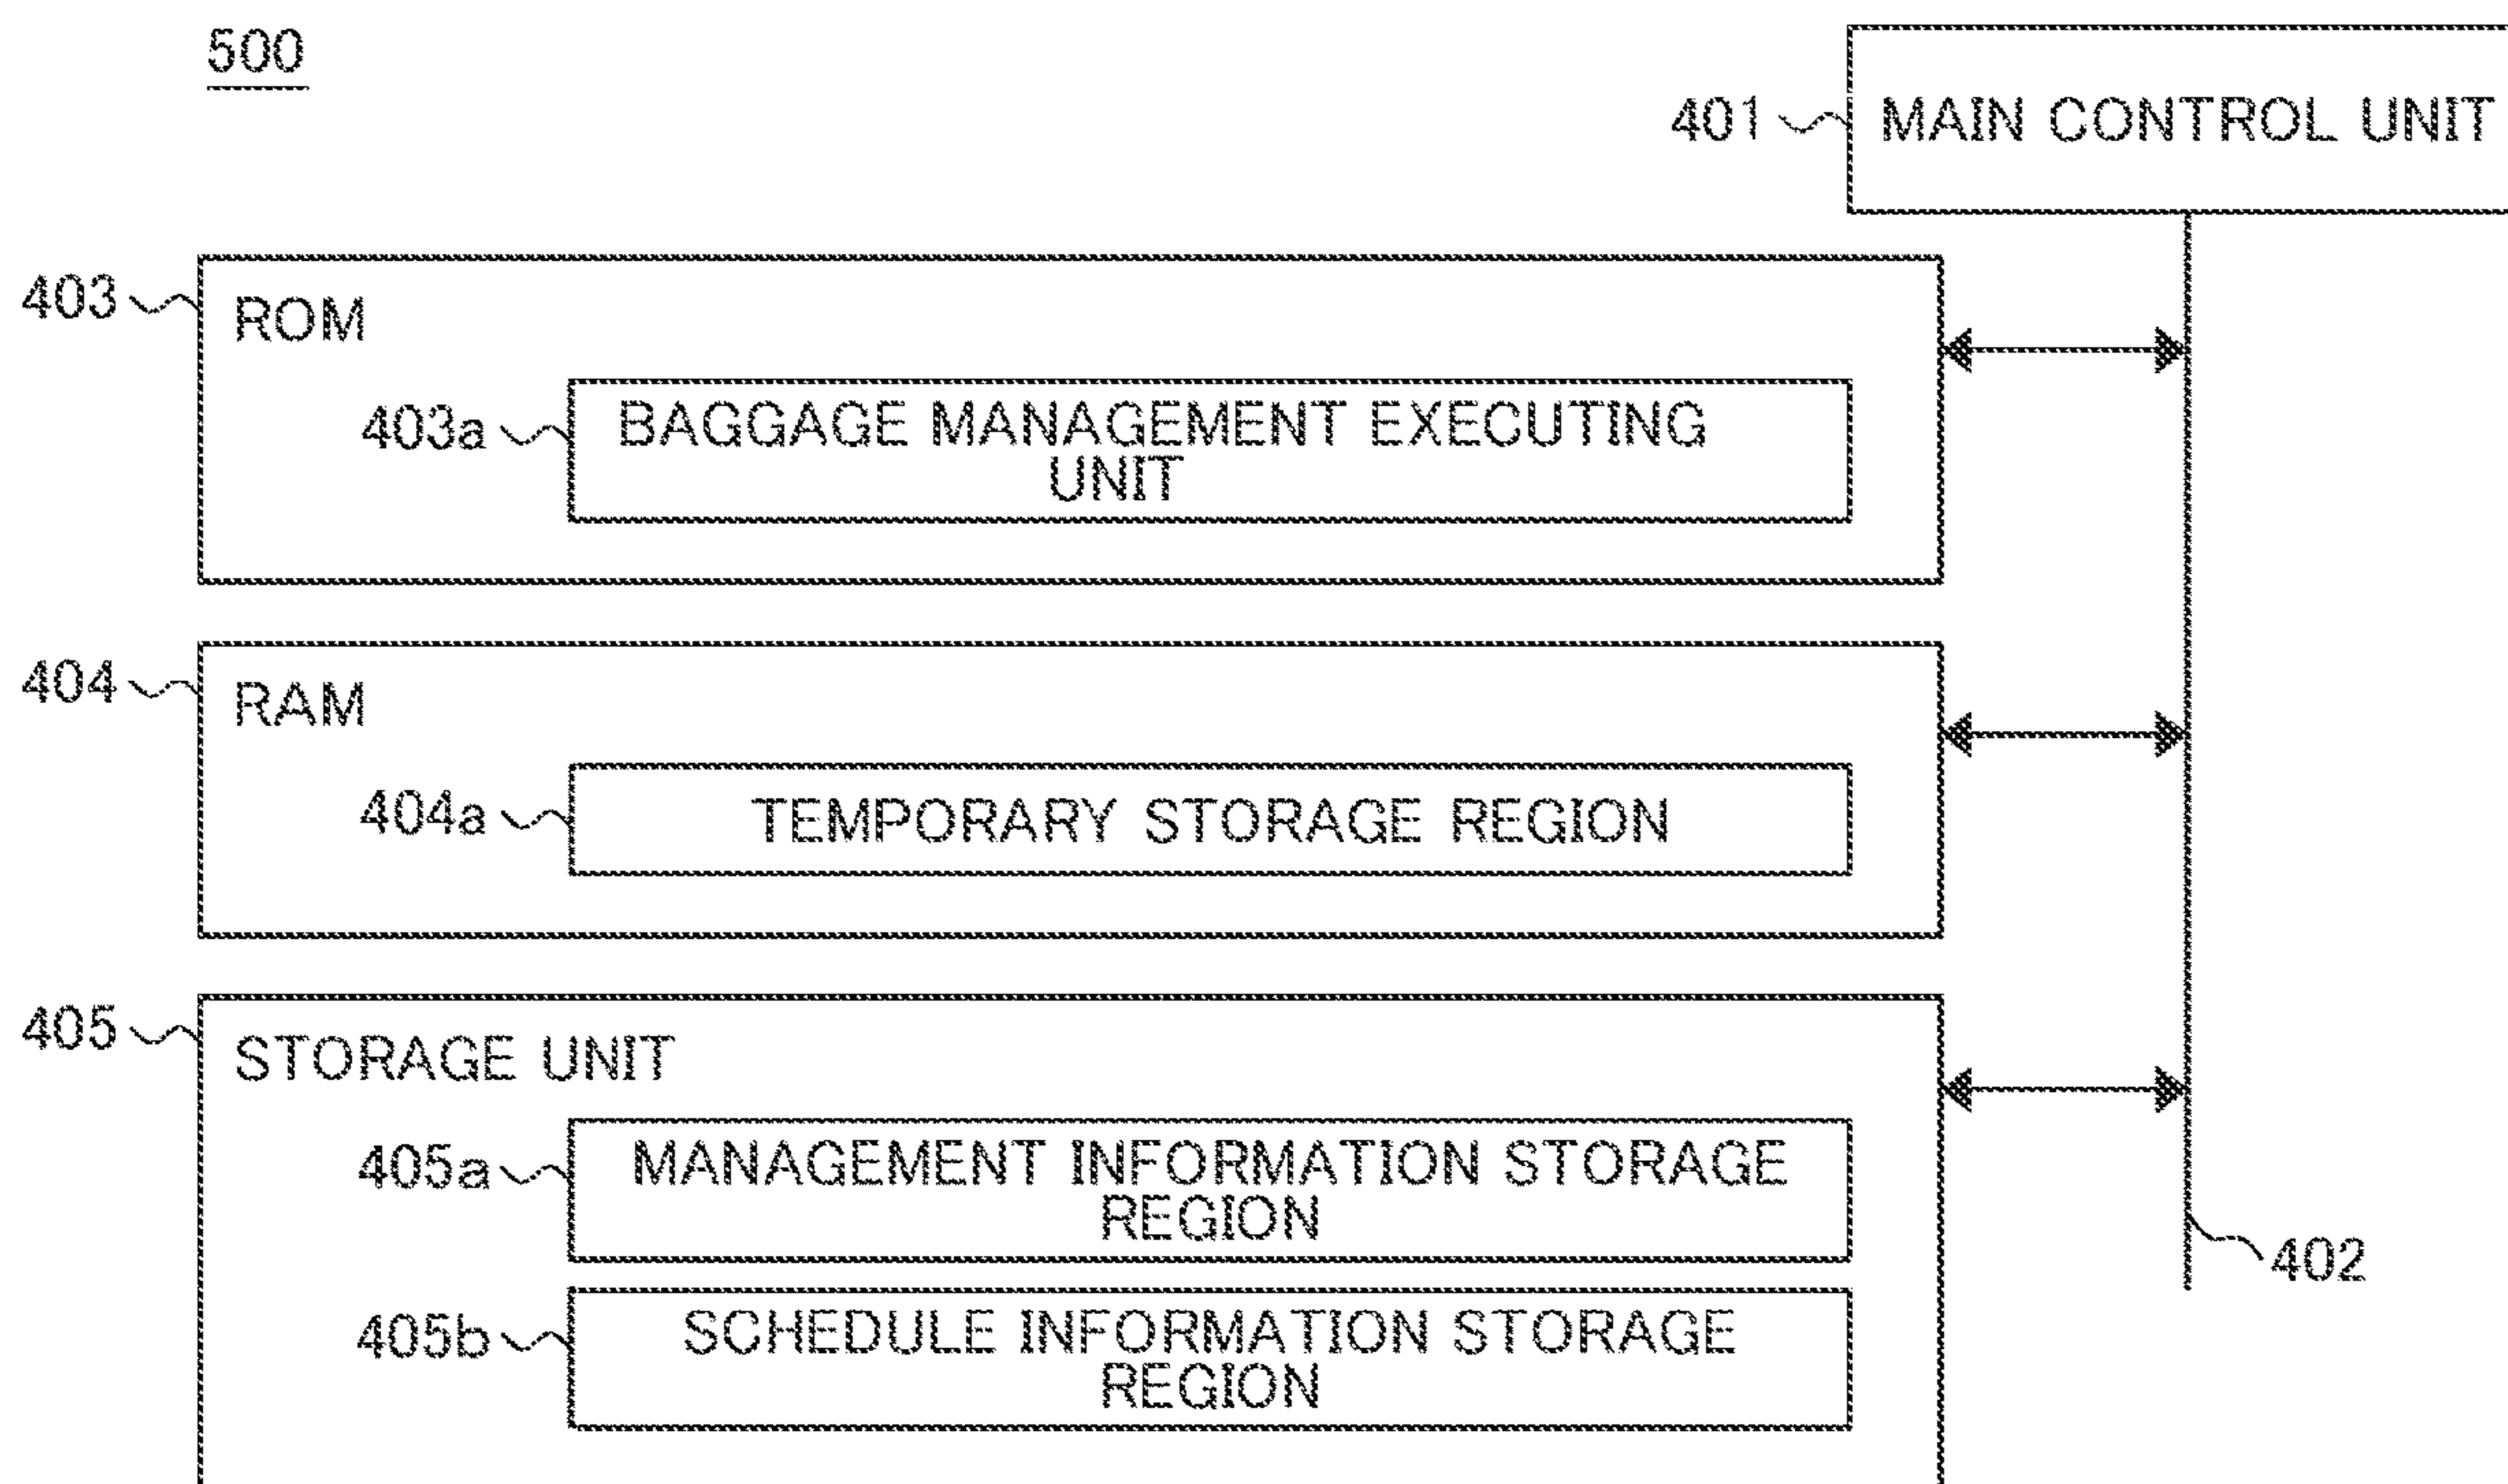 500
401 MAIN CONTROL UNIT
403 ROM
403a BAGGAGE MANAGEMENT EXECUTING
UNIT
404 RAM
404a TEMPORARY STORAGE REGION
405 STORAGE UNIT
405a MANAGEMENT INFORMATION STORAGE
REGION
402
405b SCHEDULE INFORMATION STORAGE
REGION